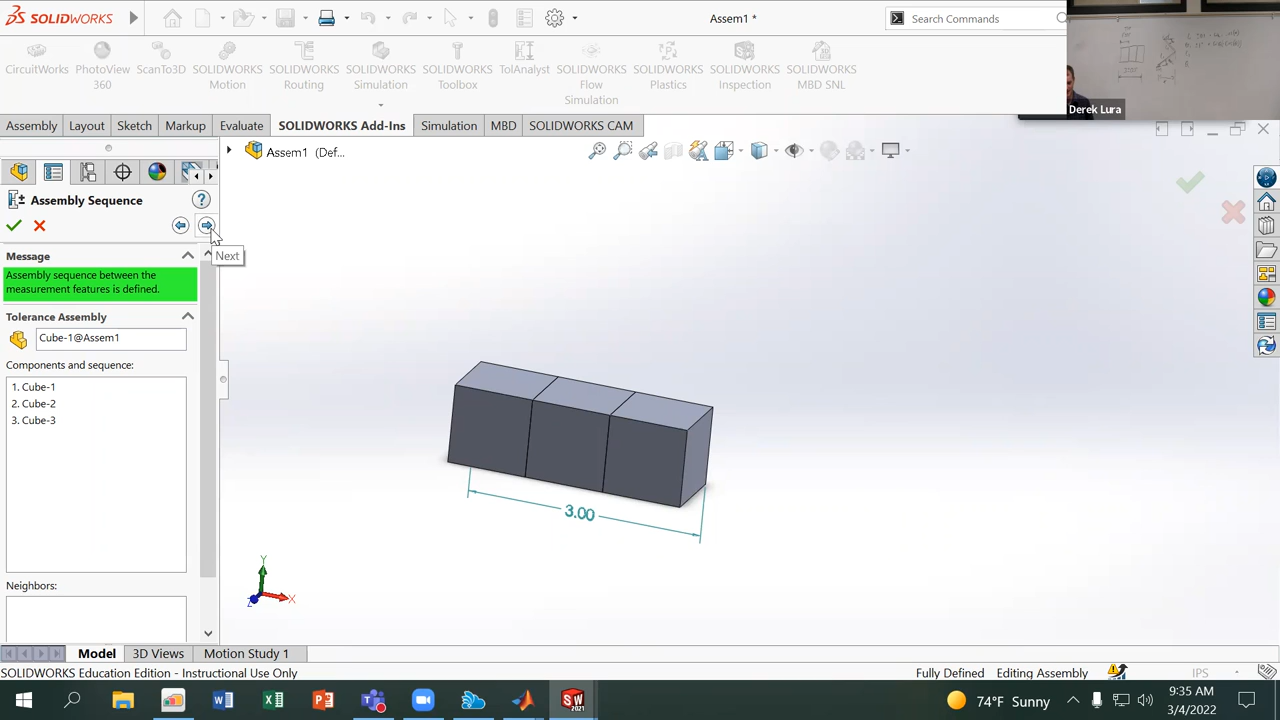 SOLIDWORKS
Assem1 *
Search Commands
CircuitWorks
PhotoView
360
ScanTo3D
SOLIDWORKS
Motion
SOLIDWORKS
Routing
SOLIDWORKS
Simulation
SOLIDWORKS
Toolbox
TolAnalyst
SOLIDWORKS
Flow
Simulation
SOLIDWORKS
Plastics
SOLIDWORKS
Inspection
SOLIDWORKS
MBD SNL
Derek Lura
Assembly
Layout
Sketch
Markup
Evaluate
SOLIDWORKS Add-Ins
Simulation
MBD
SOLIDWORKS CAM
Assem1 (Def...
Assembly Sequence
?
Next
Message
Assembly sequence between the
measurement features is defined.
Tolerance Assembly
Cube-1@Assem1
Components and sequence:
1. Cube-1
2. Cube-2
3. Cube-3
Neighbors:
3.00
Y
X
Z
Model
3D Views
Motion Study 1
SOLIDWORKS Education Edition - Instructional Use Only
Fully Defined
Editing Assembly
IPS
74°F Sunny
9:35 AM
3/4/2022